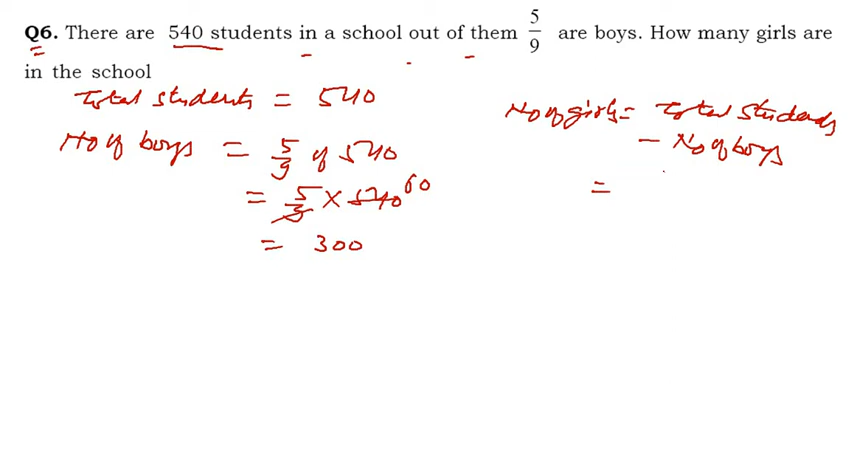 Q6. There are 540 students in a school out of them 5/9 are boys. How many girls are
in the school
Total students = 540
No of boys = 5/9 of 540
= 5/9 × 540 60
= 300
No of girls = Total Students
- No of boys
=